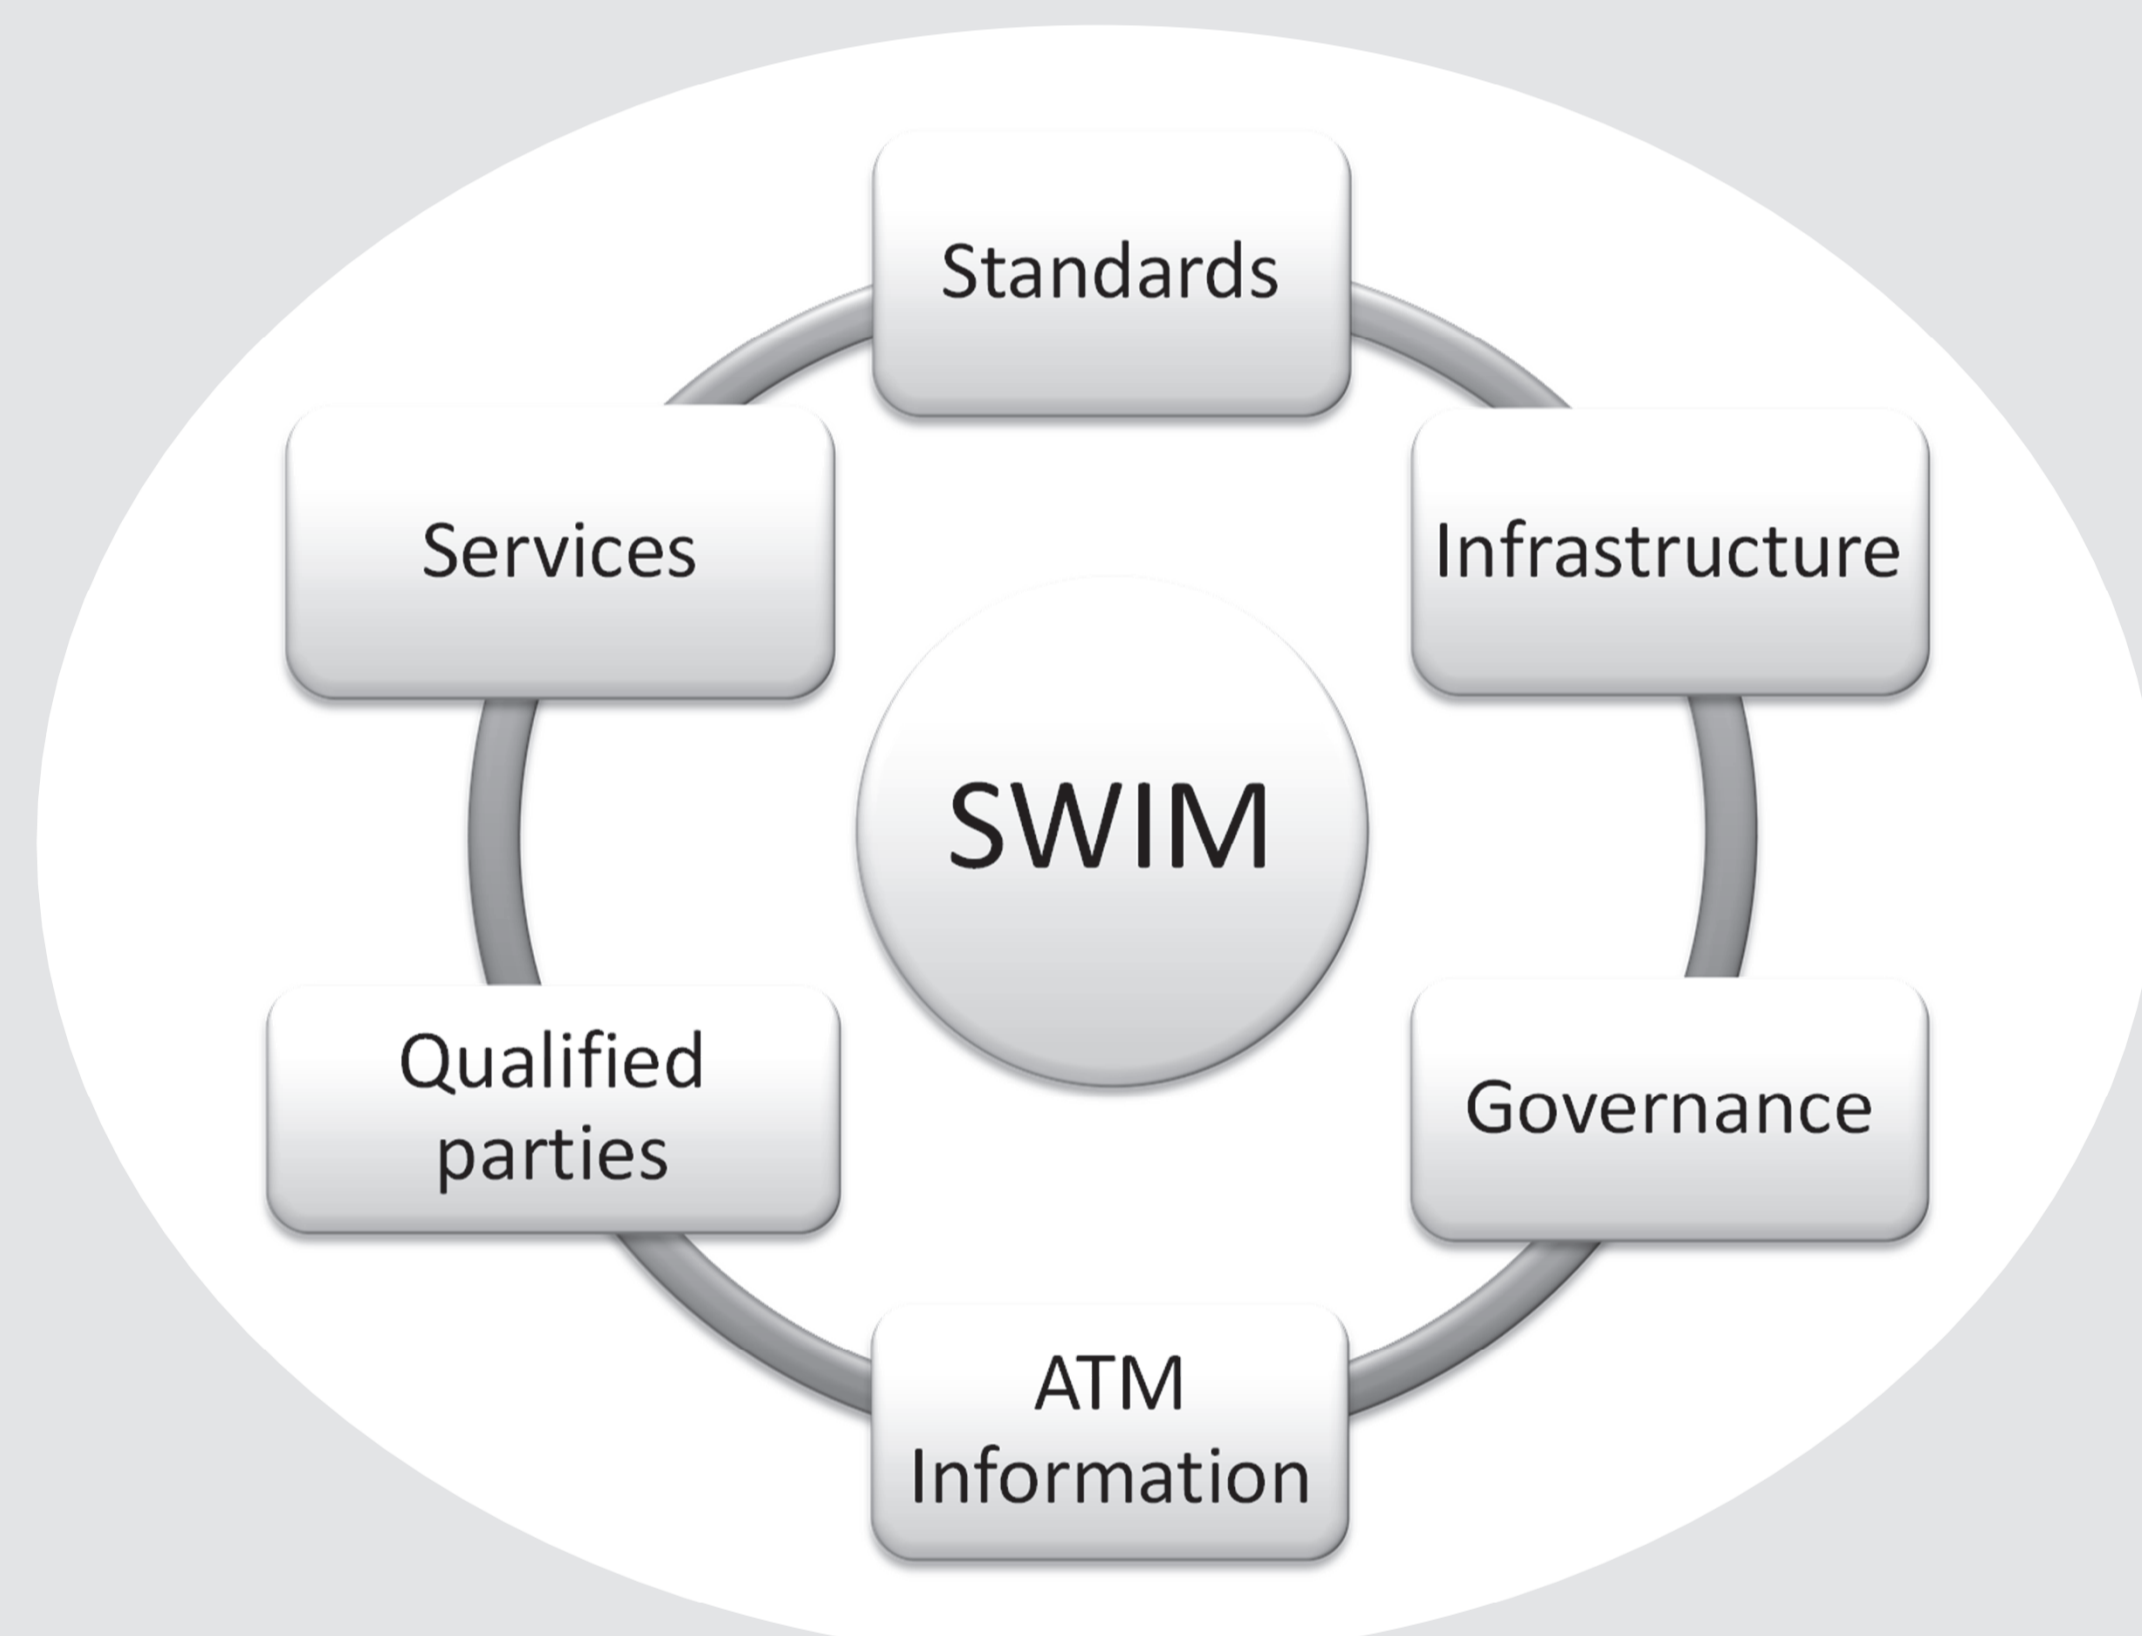 Standards
Services
Infrastructure
SWIM
Qualified
parties
Governance
ATM
Information